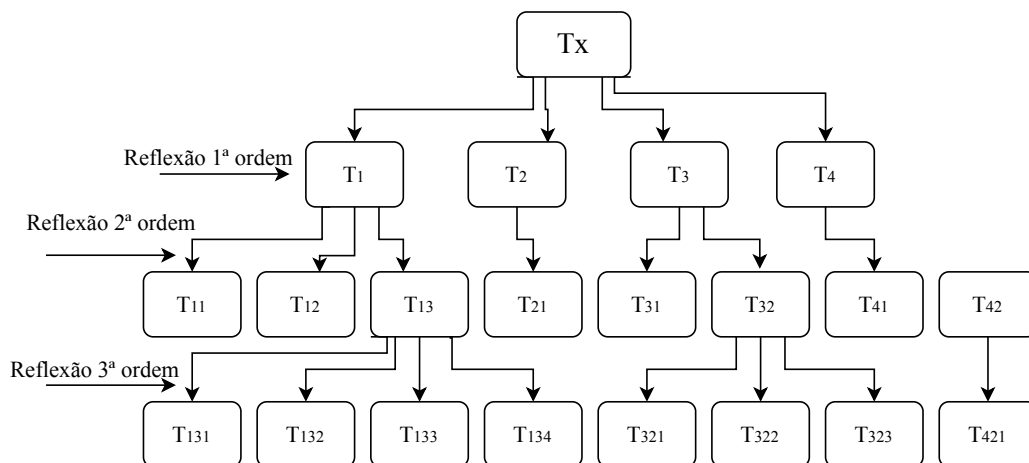 Tx
Reflexão 1ª ordem
T1 T2 T3 T4
Reflexão 2ª ordem
T11 T12 T13 T21 T31 T32 T41 T42
Reflexão 3ª ordem
T131 T132 T133 T134 T321 T322 T323 T421